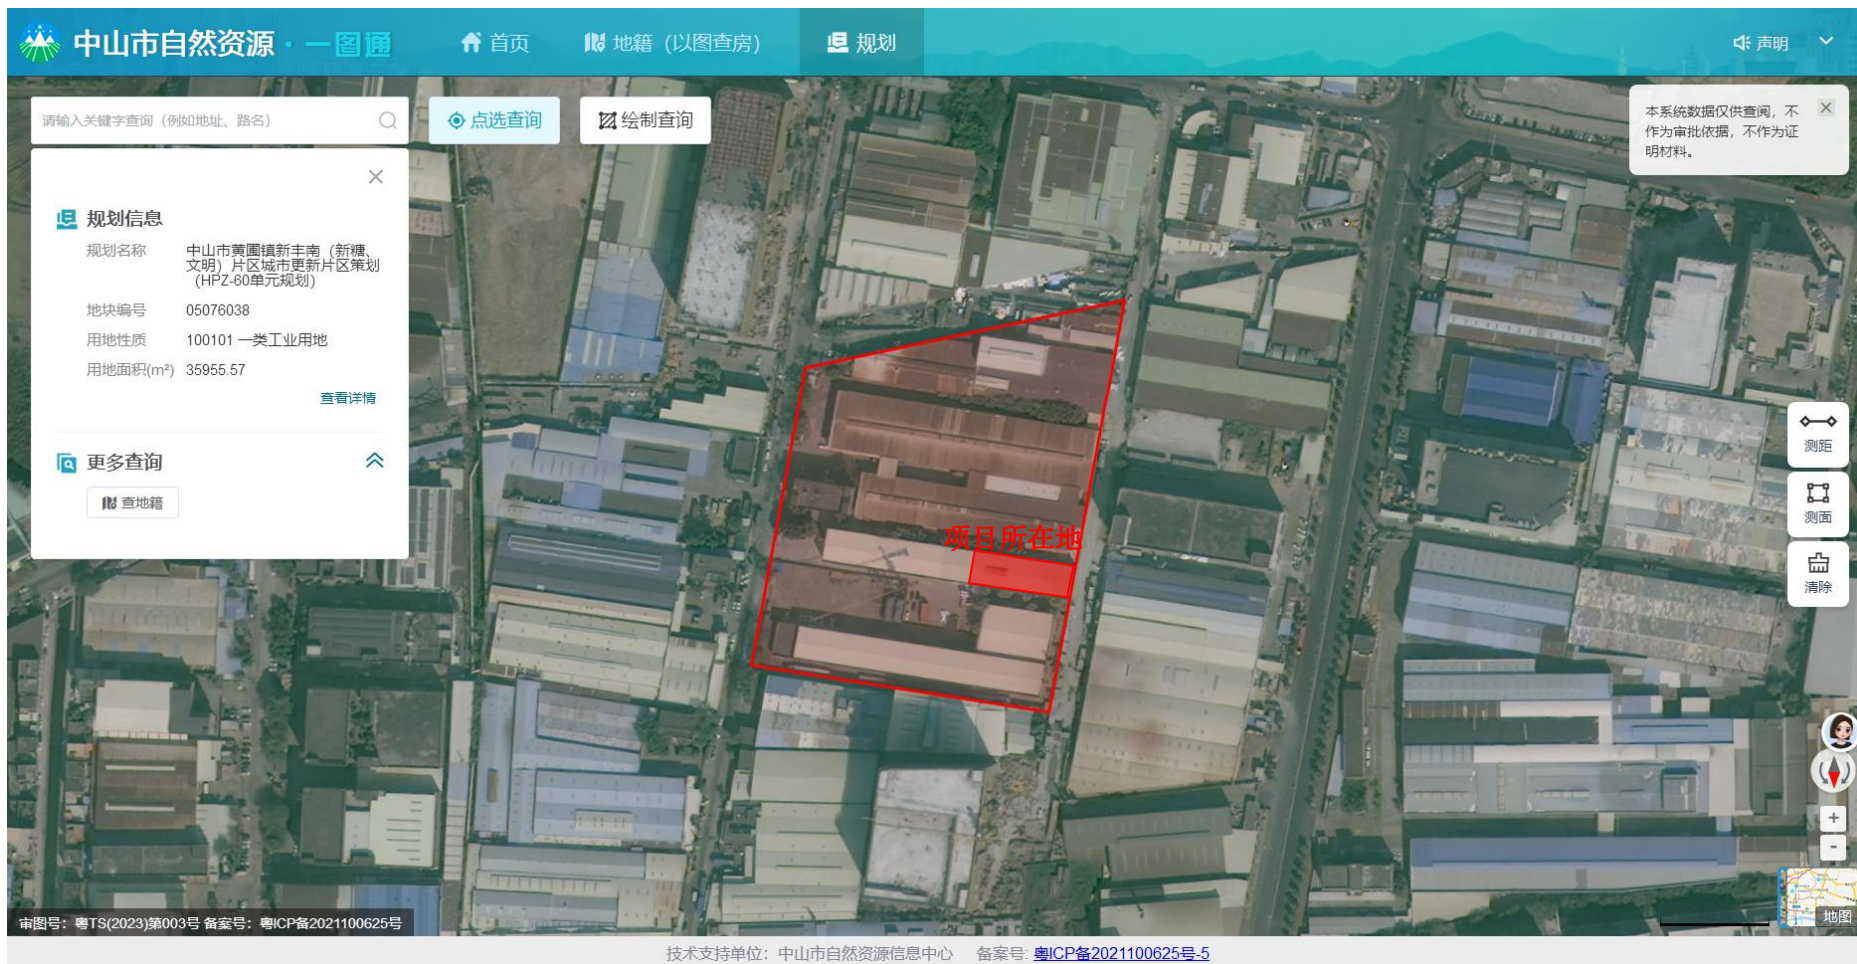 中山市自然资源·一图通
首页
地籍（以图查房）
规划
声明
请输入关键字查询（例如地址、路名）
点选查询
绘制查询
本系统数据仅供查阅，不
作为审批依据，不作为证
明材料。
规划信息
规划名称
中山市黄圃镇新丰南（新糖、
文明）片区城市更新片区策划
（HPZ-60单元规划）
地块编号 05076038
用地性质 100101 一类工业用地
用地面积(m²) 35955.57
查看详情
更多查询
查地籍
项目所在地
测距
测面
清除
+
-
地图
审图号：粤TS(2023)第003号 备案号：粤ICP备2021100625号
技术支持单位：中山市自然资源信息中心 备案号: 粤ICP备2021100625号-5